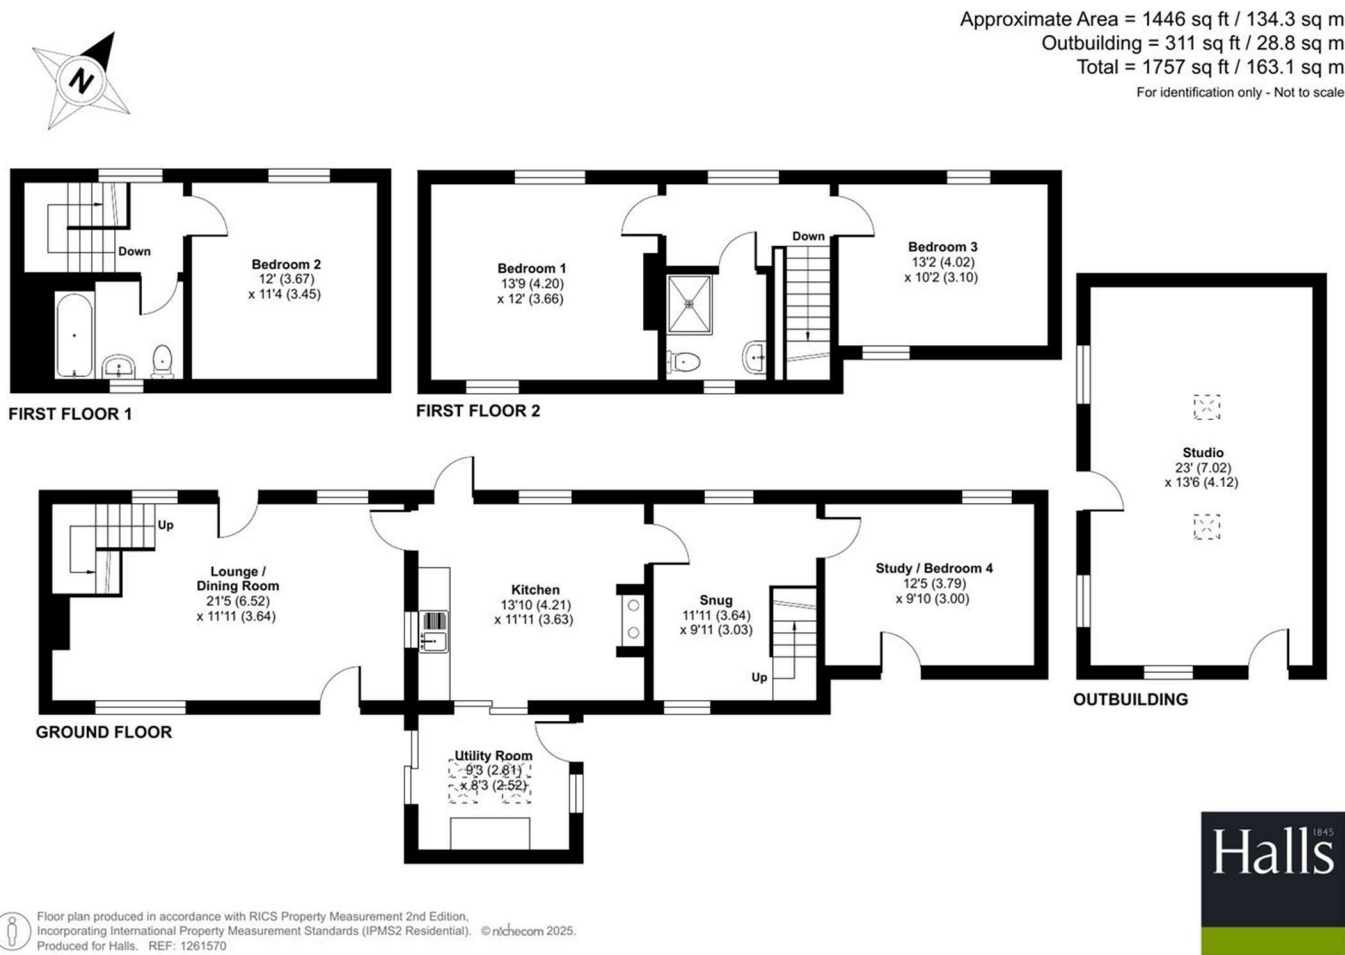 Approximate Area = 1446 sq ft / 134.3 sq m
Outbuilding = 311 sq ft / 28.8 sq m
Total = 1757 sq ft / 163.1 sq m
For identification only - Not to scale
N
Down
Bedroom 2
12' (3.67)
x 11'4 (3.45)
FIRST FLOOR 1
Bedroom 1
13'9 (4.20)
x 12' (3.66)
Down
Bedroom 3
13'2 (4.02)
x 10'2 (3.10)
FIRST FLOOR 2
Studio
23' (7.02)
x 13'6 (4.12)
OUTBUILDING
Up
Lounge /
Dining Room
21'5 (6.52)
x 11'11 (3.64)
Kitchen
13'10 (4.21)
x 11'11 (3.63)
Snug
11'11 (3.64)
x 9'11 (3.03)
Up
Study / Bedroom 4
12'5 (3.79)
x 9'10 (3.00)
GROUND FLOOR
Utility Room
9'3 (2.81)
x 8'3 (2.52)
Halls
1845
Floor plan produced in accordance with RICS Property Measurement 2nd Edition,
Incorporating International Property Measurement Standards (IPMS2 Residential). © nichecom 2025.
Produced for Halls. REF: 1261570